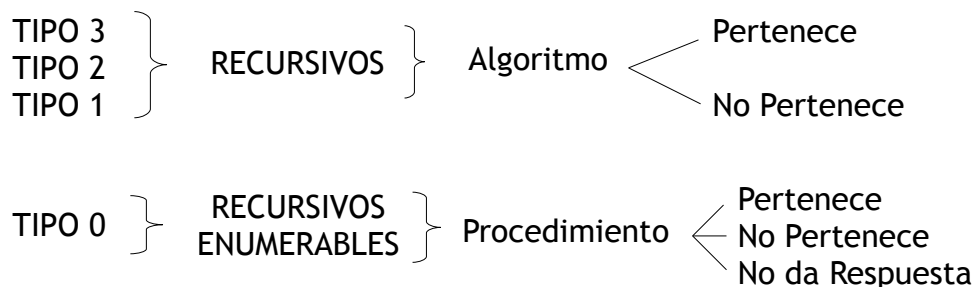 TIPO 3
TIPO 2
TIPO 1
RECURSIVOS
Algoritmo
Pertenece
No Pertenece
TIPO 0
RECURSIVOS
ENUMERABLES
Procedimiento
Pertenece
No Pertenece
No da Respuesta